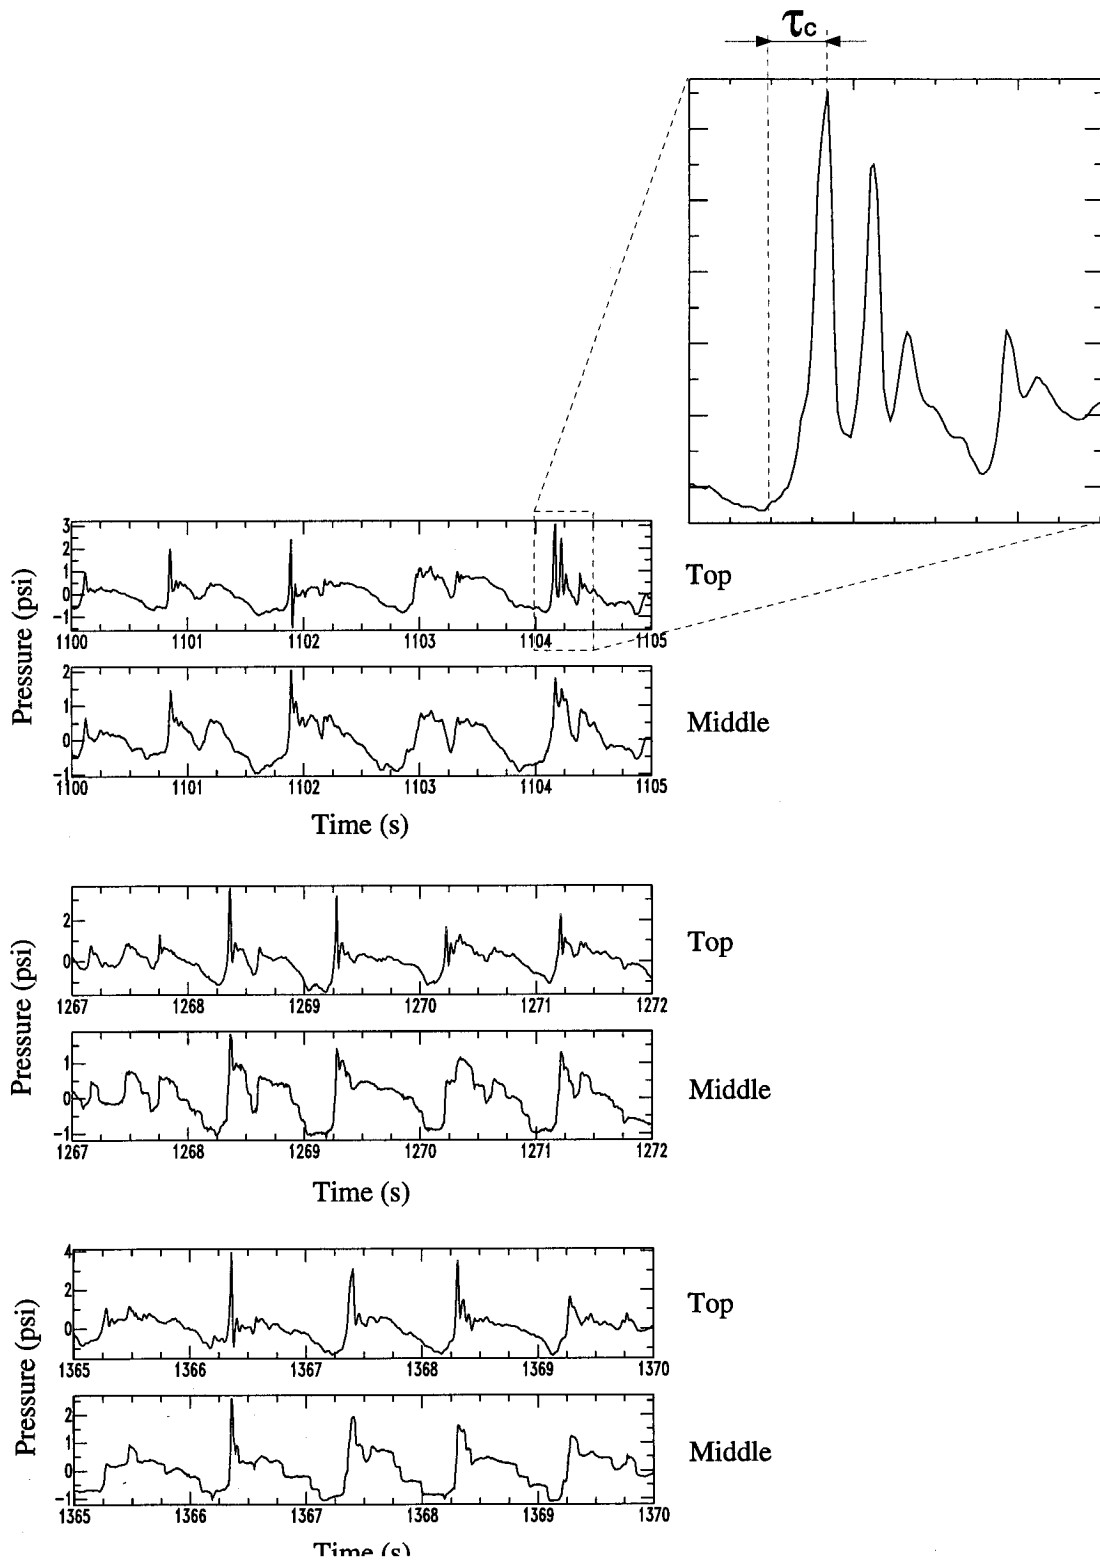 τc
3
2
1
0
−1
1100 1101 1102 1103 1104 1105
Top
2
1
0
−1
1100 1101 1102 1103 1104 1105
Middle
Pressure (psi)
Time (s)
2
0
1267 1268 1269 1270 1271 1272
Top
1
0
−1
1267 1268 1269 1270 1271 1272
Middle
Pressure (psi)
Time (s)
4
2
0
1365 1366 1367 1368 1369 1370
Top
2
1
0
−1
1365 1366 1367 1368 1369 1370
Middle
Pressure (psi)
Time (s)